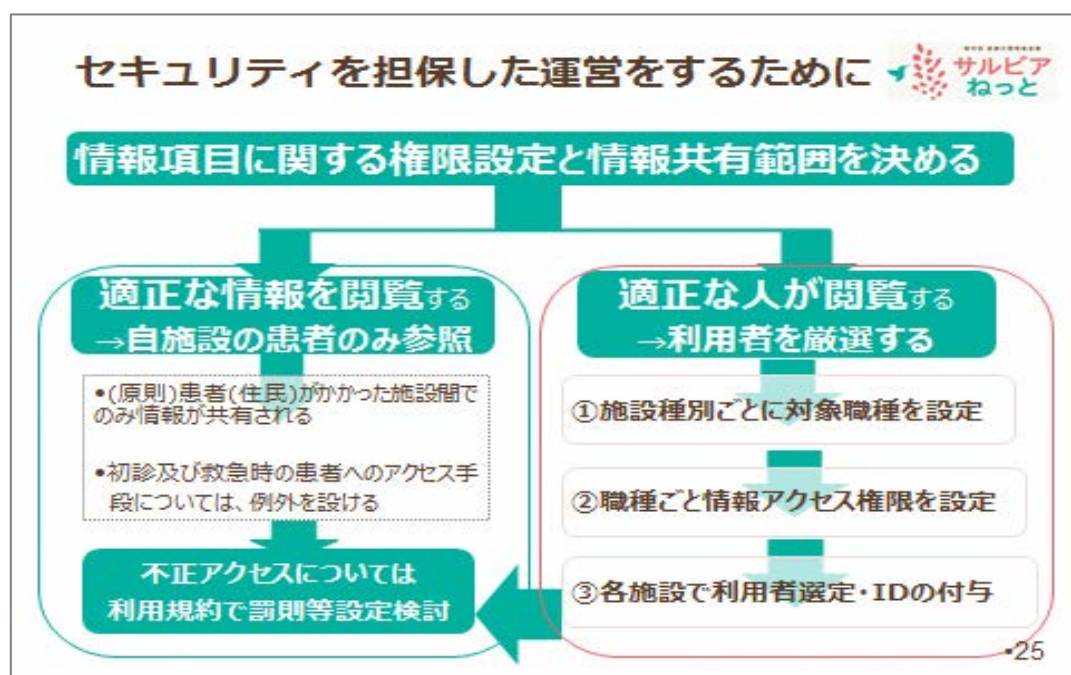 セキュリティを担保した運営をするために
サルビア
ねっと
情報項目に関する権限設定と情報共有範囲を決める
適正な情報を閲覧する
→自施設の患者のみ参照
•(原則)患者(住民)がかかった施設間で
のみ情報が共有される
•初診及び救急時の患者へのアクセス手
段については、例外を設ける
不正アクセスについては
利用規約で罰則等設定検討
適正な人が閲覧する
→利用者を厳選する
①施設種別ごとに対象職種を設定
②職種ごと情報アクセス権限を設定
③各施設で利用者選定・IDの付与
•25